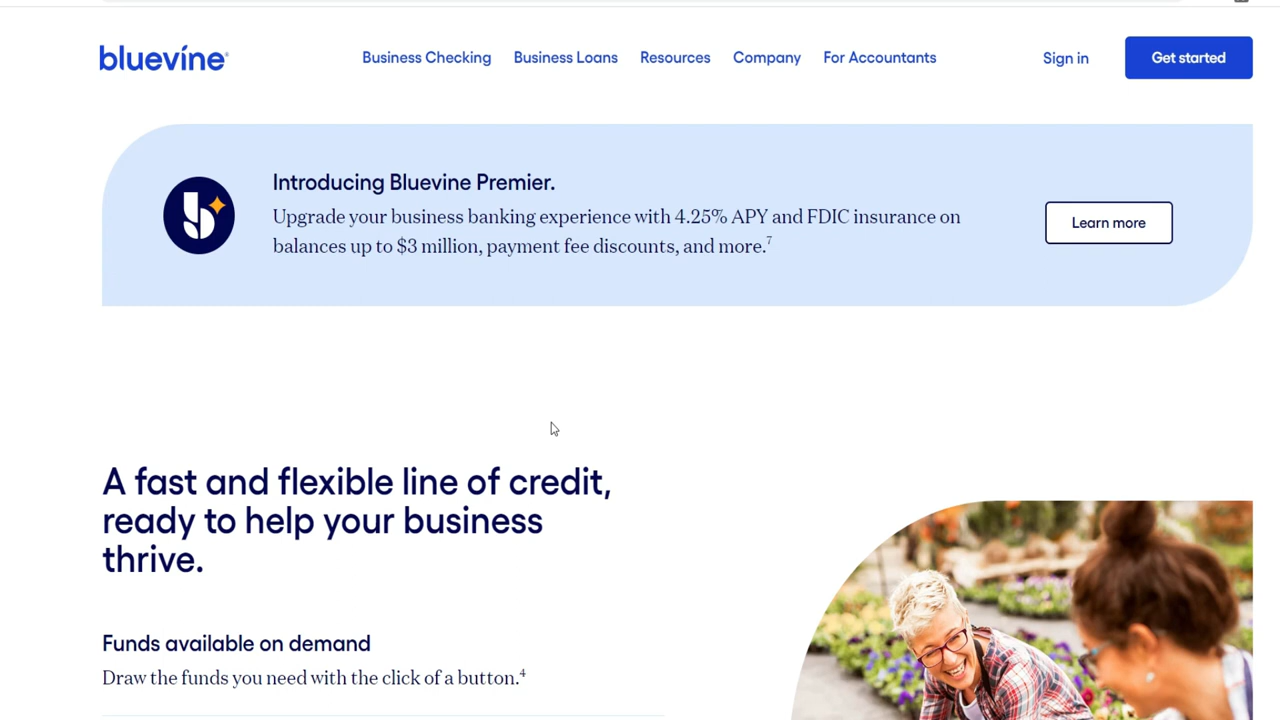 bluevine®
Business Checking
Business Loans
Resources
Company
For Accountants
Sign in
Get started
Introducing Bluevine Premier.
Upgrade your business banking experience with 4.25% APY and FDIC insurance on
balances up to $3 million, payment fee discounts, and more.7
Learn more
A fast and flexible line of credit,
ready to help your business
thrive.
Funds available on demand
Draw the funds you need with the click of a button.4